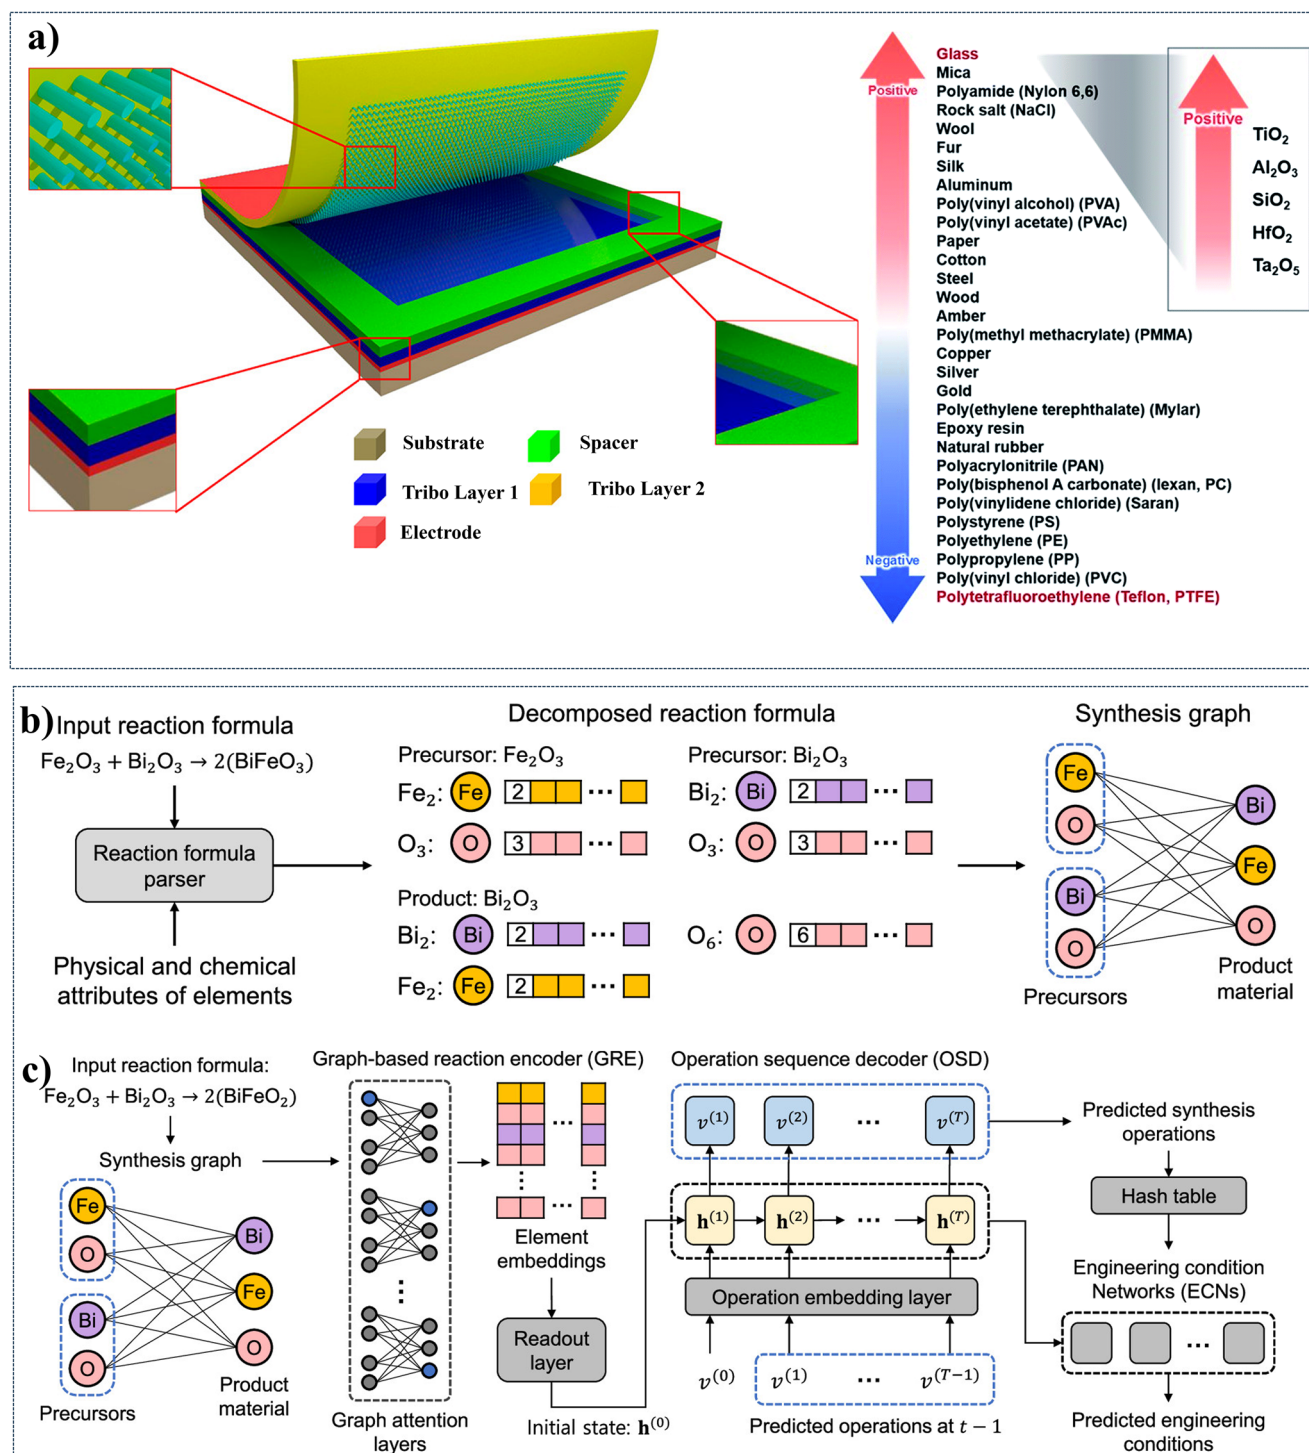 a)
Substrate
Spacer
Tribo Layer 1
Tribo Layer 2
Electrode
Positive
Negative
Glass
Mica
Polyamide (Nylon 6,6)
Rock salt (NaCl)
Wool
Fur
Silk
Aluminum
Poly(vinyl alcohol) (PVA)
Poly(vinyl acetate) (PVAc)
Paper
Cotton
Steel
Wood
Amber
Poly(methyl methacrylate) (PMMA)
Copper
Silver
Gold
Poly(ethylene terephthalate) (Mylar)
Epoxy resin
Natural rubber
Polyacrylonitrile (PAN)
Poly(bisphenol A carbonate) (lexan, PC)
Poly(vinylidene chloride) (Saran)
Polystyrene (PS)
Polyethylene (PE)
Polypropylene (PP)
Poly(vinyl chloride) (PVC)
Polytetrafluoroethylene (Teflon, PTFE)
Positive
TiO₂
Al₂O₃
SiO₂
HfO₂
Ta₂O₅
b)
Input reaction formula
Fe₂O₃ + Bi₂O₃ → 2(BiFeO₃)
Reaction formula
parser
Physical and chemical
attributes of elements
Decomposed reaction formula
Precursor: Fe₂O₃
Fe₂: Fe 2 ···
O₃: O 3 ···
Precursor: Bi₂O₃
Bi₂: Bi 2 ···
O₃: O 3 ···
Product: Bi₂O₃
Bi₂: Bi 2 ···
Fe₂: Fe 2 ···
O₆: O 6 ···
Synthesis graph
Fe
O
Bi
O
Bi
Fe
O
Precursors
Product
material
c)
Input reaction formula:
Fe₂O₃ + Bi₂O₃ → 2(BiFeO₂)
Synthesis graph
Fe
O
Bi
O
Bi
Fe
O
Precursors
Product
material
Graph-based reaction encoder (GRE)
Graph attention
layers
Element
embeddings
Readout
layer
Initial state: h⁽⁰⁾
Operation sequence decoder (OSD)
v⁽¹⁾ v⁽²⁾ ··· v⁽ᵀ⁾
h⁽¹⁾ h⁽²⁾ ··· h⁽ᵀ⁾
Operation embedding layer
v⁽⁰⁾ v⁽¹⁾ ··· v⁽ᵀ⁻¹⁾
Predicted operations at t − 1
Predicted synthesis
operations
Hash table
Engineering condition
Networks (ECNs)
···
Predicted engineering
conditions